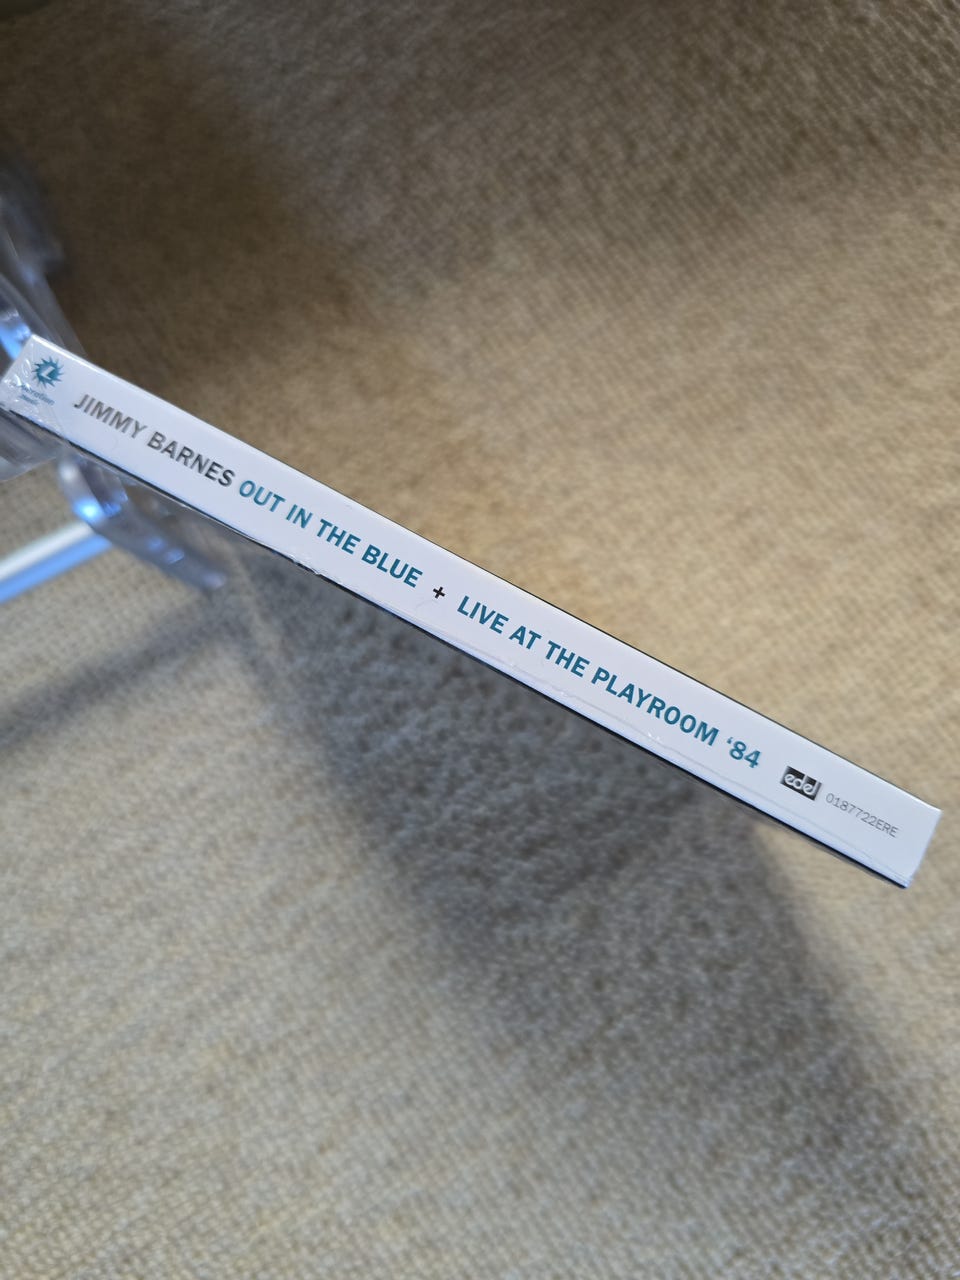 L
JIMMY BARNES OUT IN THE BLUE + LIVE AT THE PLAYROOM ‘84
edel 0187722ERE